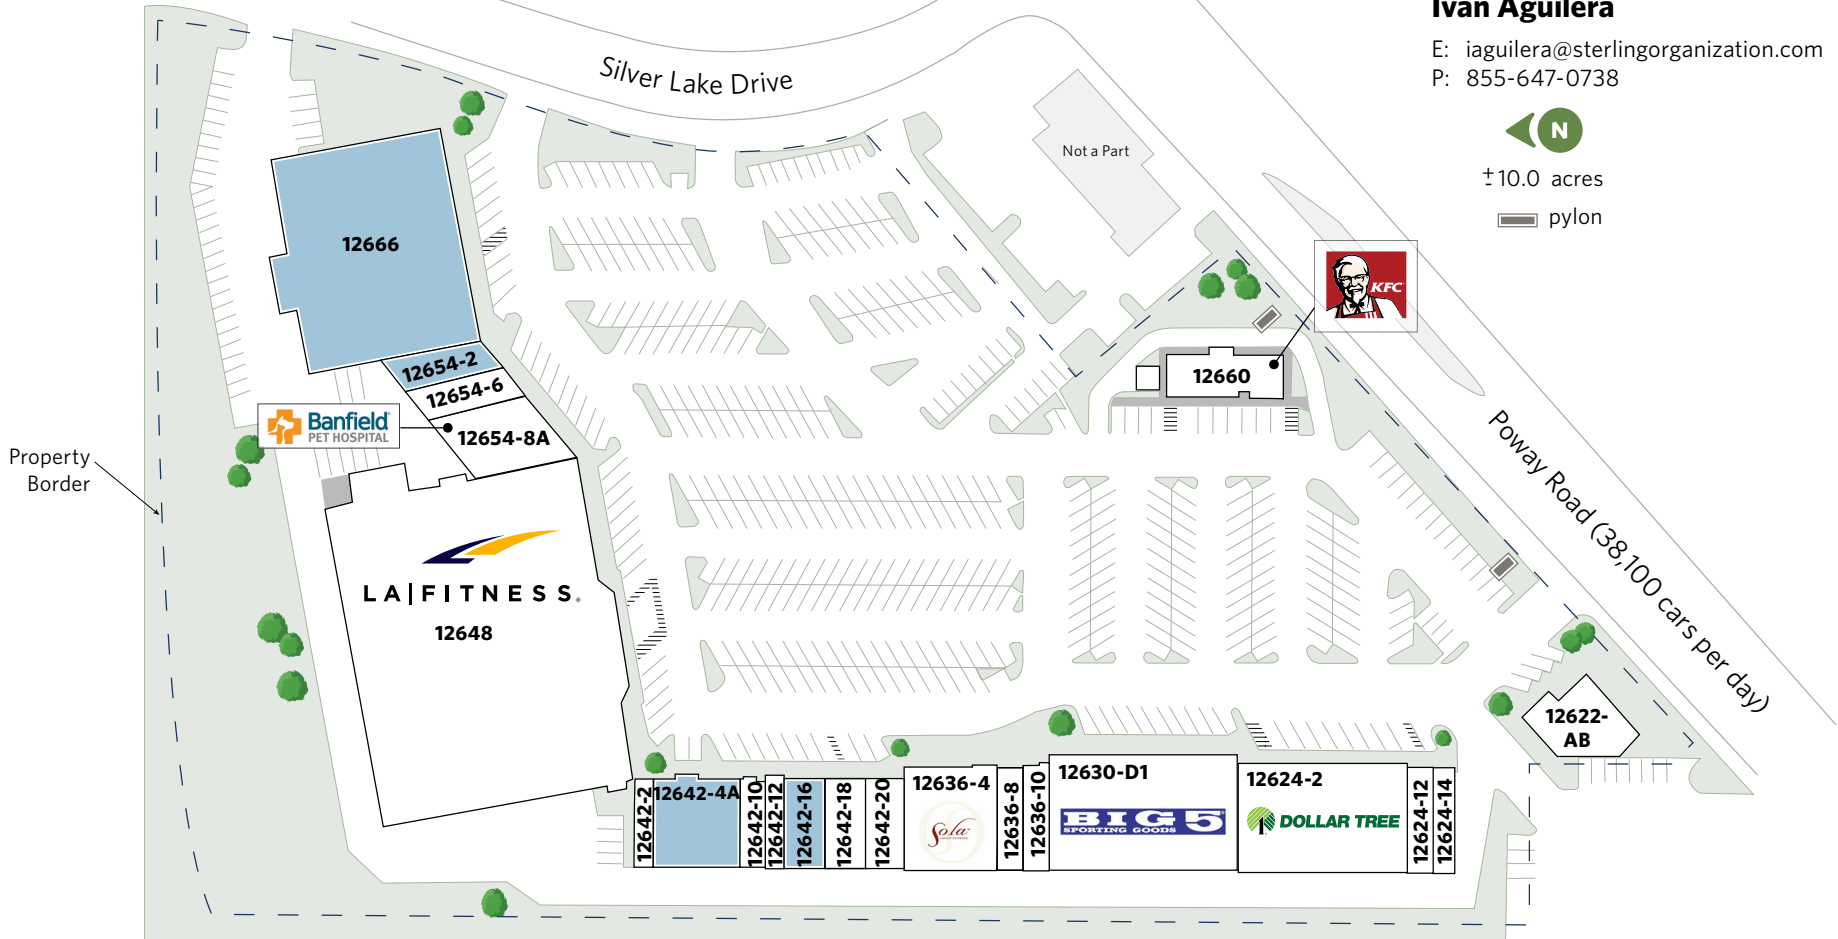 Ivan Aguilera
E: iaguilera@sterlingorganization.com
P: 855-647-0738
N
±10.0 acres
pylon
Silver Lake Drive
Not a Part
12666
KFC
12654-2
12654-6
12660
Banfield
PET HOSPITAL
12654-8A
Property
Border
Poway Road (38,100 cars per day)
LA|FITNESS®
12648
12622-
AB
12642-2
12642-4A
12642-10
12642-12
12642-16
12642-18
12642-20
12636-4
Sola
12636-8
12636-10
12630-D1
BIG 5
SPORTING GOODS
12624-2
DOLLAR TREE
12624-12
12624-14